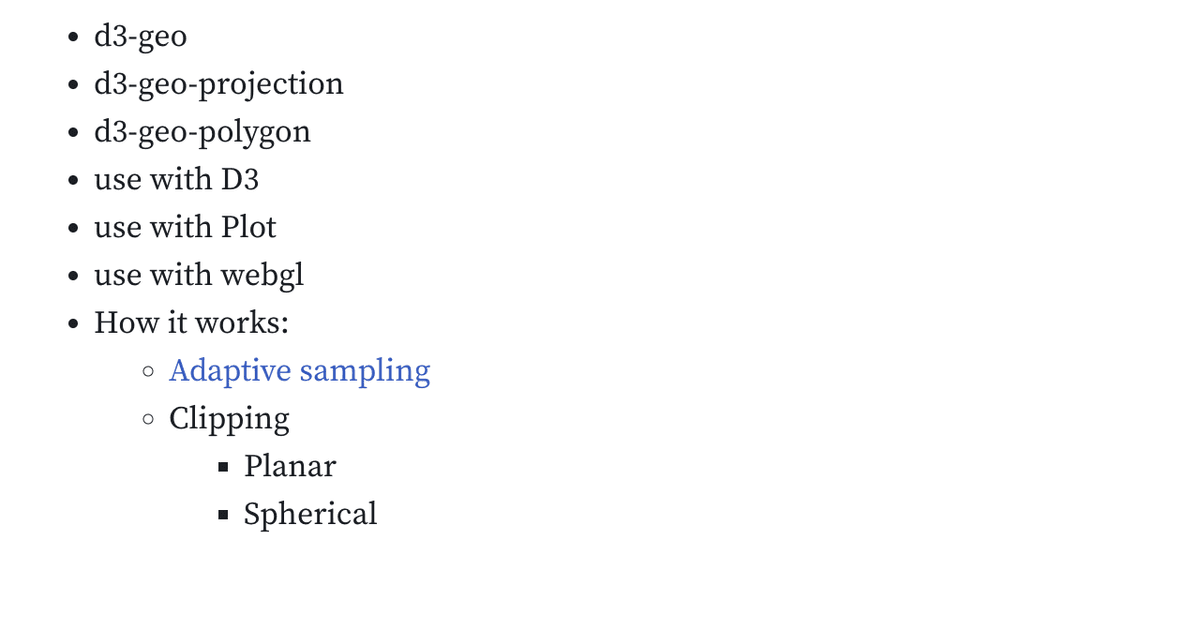 d3-geo
d3-geo-projection
d3-geo-polygon
use with D3
use with Plot
use with webgl
How it works:
Adaptive sampling
Clipping
Planar
Spherical